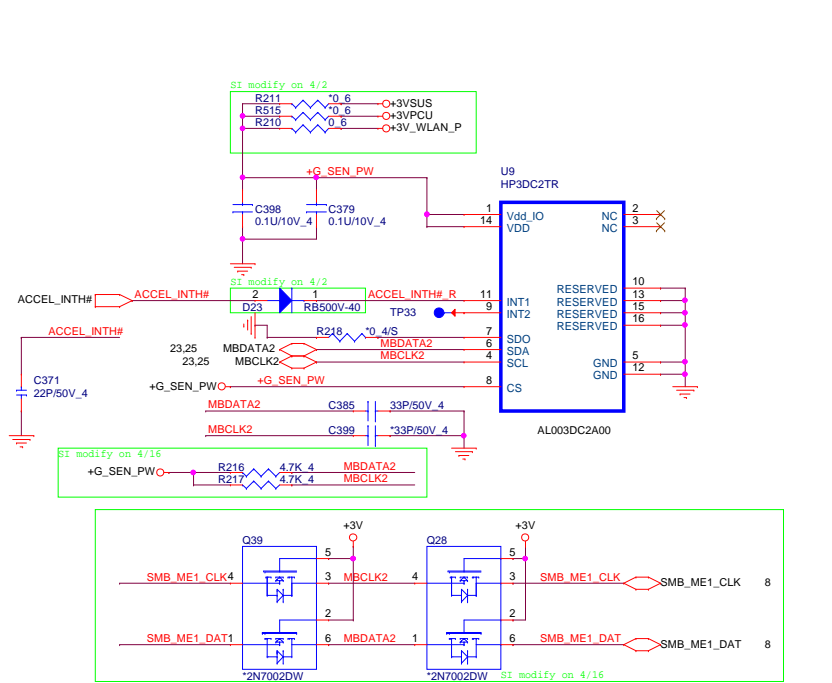 SI modify on 4/2
R211 *0_6 +3VSUS
R515 *0_6 +3VPCU
R210 0_6 +3V_WLAN_P
+G_SEN_PW
U9
HP3DC2TR
C398
0.1U/10V_4
C379
0.1U/10V_4
1 Vdd_IO NC 2
14 VDD NC 3
SI modify on 4/2
ACCEL_INTH# ACCEL_INTH# 2 1 ACCEL_INTH#_R 11 INT1
D23 RB500V-40
TP33 9 INT2
RESERVED 10
RESERVED 13
RESERVED 15
RESERVED 16
R218 *0_4/S 7 SDO
23,25 MBDATA2 MBDATA2 6 SDA
23,25 MBCLK2 MBCLK2 4 SCL
GND 5
GND 12
+G_SEN_PW +G_SEN_PW 8 CS
ACCEL_INTH#
C371
22P/50V_4
MBDATA2 C385 33P/50V_4
MBCLK2 C399 *33P/50V_4
AL003DC2A00
SI modify on 4/16
+G_SEN_PW R216 4.7K_4 MBDATA2
R217 4.7K_4 MBCLK2
+3V +3V
Q39 Q28
5 5
SMB_ME1_CLK 4 3 MBCLK2 4 3 SMB_ME1_CLK SMB_ME1_CLK 8
2 2
SMB_ME1_DAT 1 6 MBDATA2 1 6 SMB_ME1_DAT SMB_ME1_DAT 8
*2N7002DW *2N7002DW SI modify on 4/16